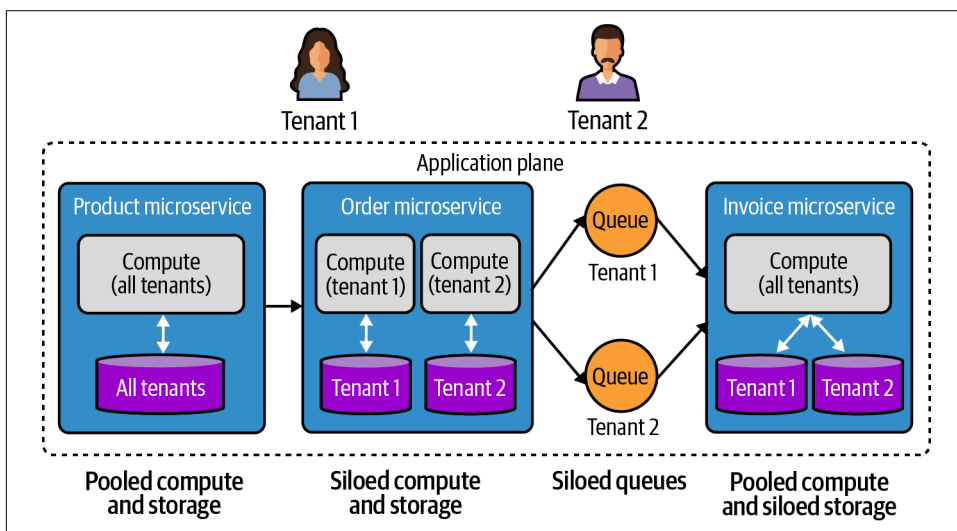 Tenant 1
Tenant 2
Application plane
Product microservice
Compute
(all tenants)
All tenants
Order microservice
Compute
(tenant 1)
Compute
(tenant 2)
Tenant 1
Tenant 2
Queue
Tenant 1
Queue
Tenant 2
Invoice microservice
Compute
(all tenants)
Tenant 1
Tenant 2
Pooled compute
and storage
Siloed compute
and storage
Siloed queues
Pooled compute
and siloed storage